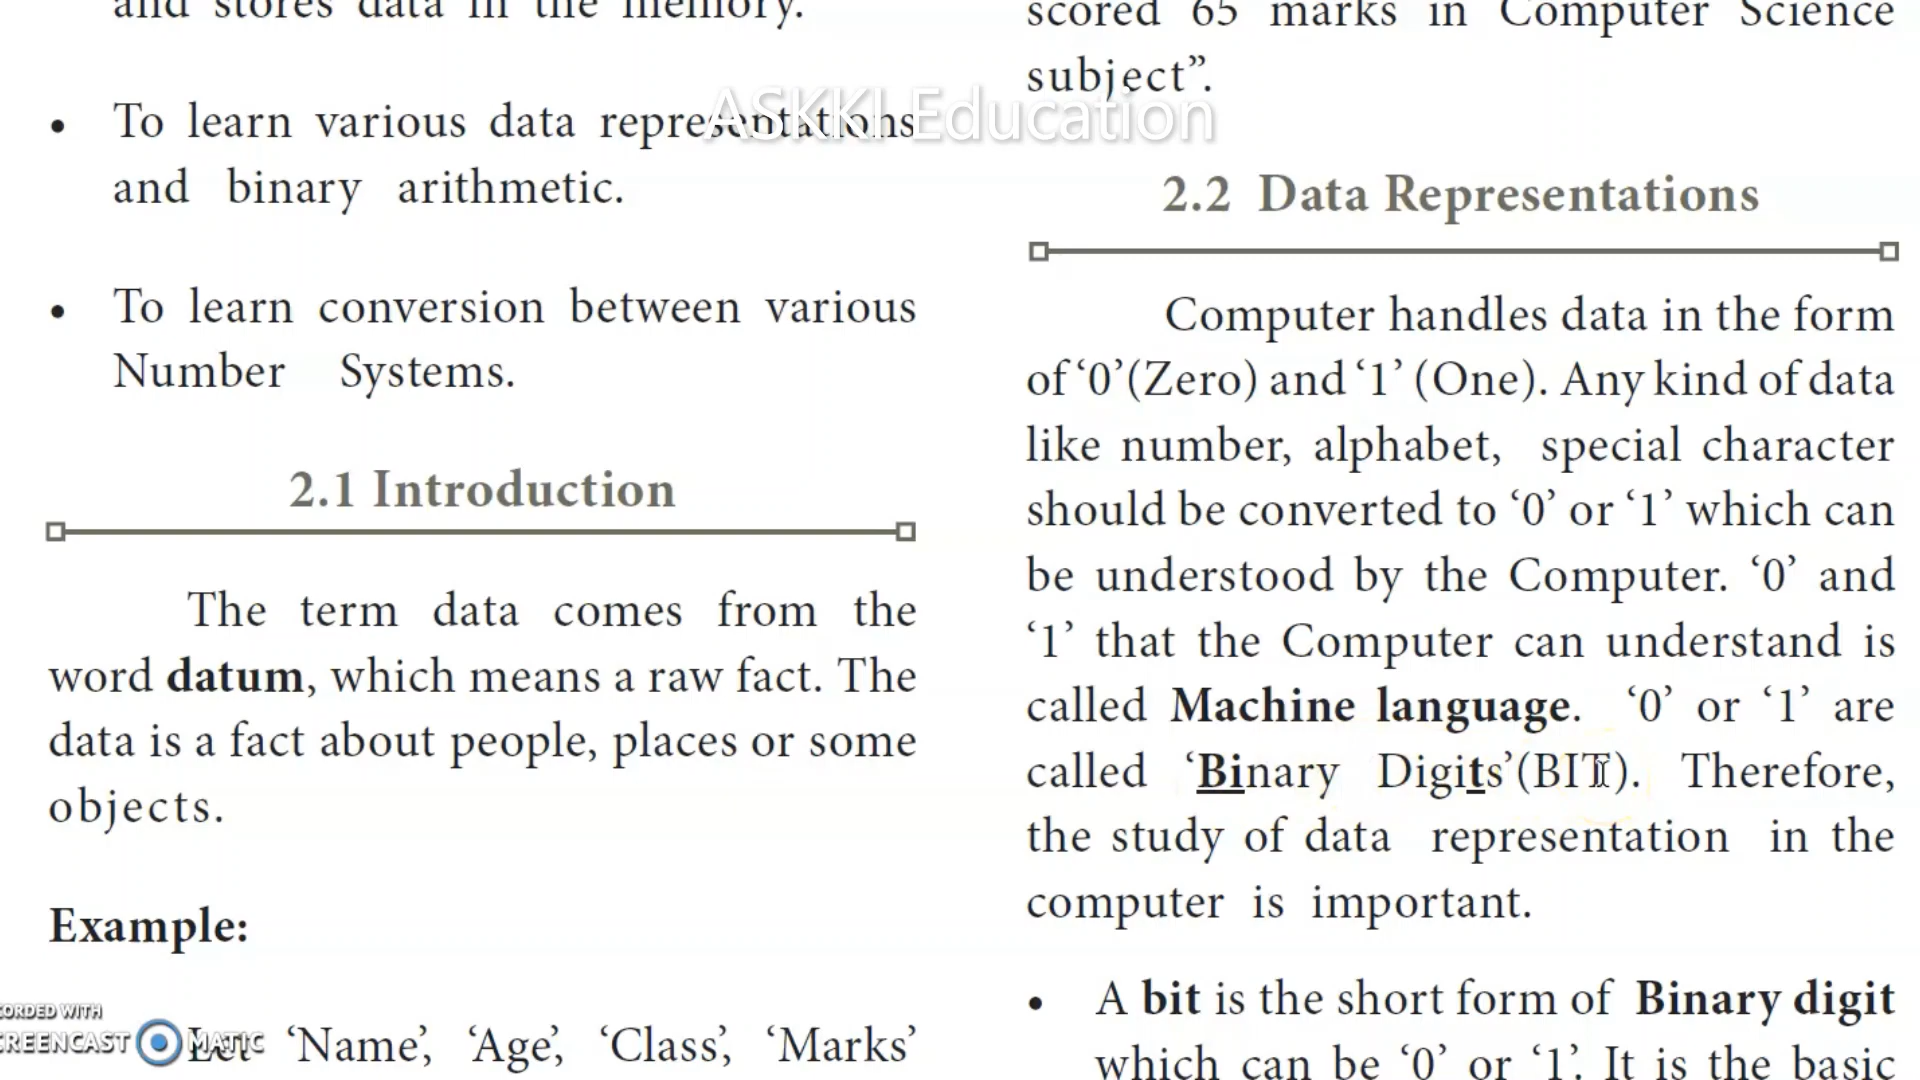 and stores data in the memory.
• To learn various data representations
and binary arithmetic.
• To learn conversion between various
Number Systems.
2.1 Introduction
The term data comes from the
word datum, which means a raw fact. The
data is a fact about people, places or some
objects.
Example:
Let ‘Name’, ‘Age’, ‘Class’, ‘Marks’
scored 65 marks in Computer Science
subject”.
2.2 Data Representations
Computer handles data in the form
of ‘0’(Zero) and ‘1’ (One). Any kind of data
like number, alphabet, special character
should be converted to ‘0’ or ‘1’ which can
be understood by the Computer. ‘0’ and
‘1’ that the Computer can understand is
called Machine language. ‘0’ or ‘1’ are
called ‘Binary Digits’(BIT). Therefore,
the study of data representation in the
computer is important.
• A bit is the short form of Binary digit
which can be ‘0’ or ‘1’. It is the basic
ASKKI Education
CORDED WITH
CREENCAST MATIC